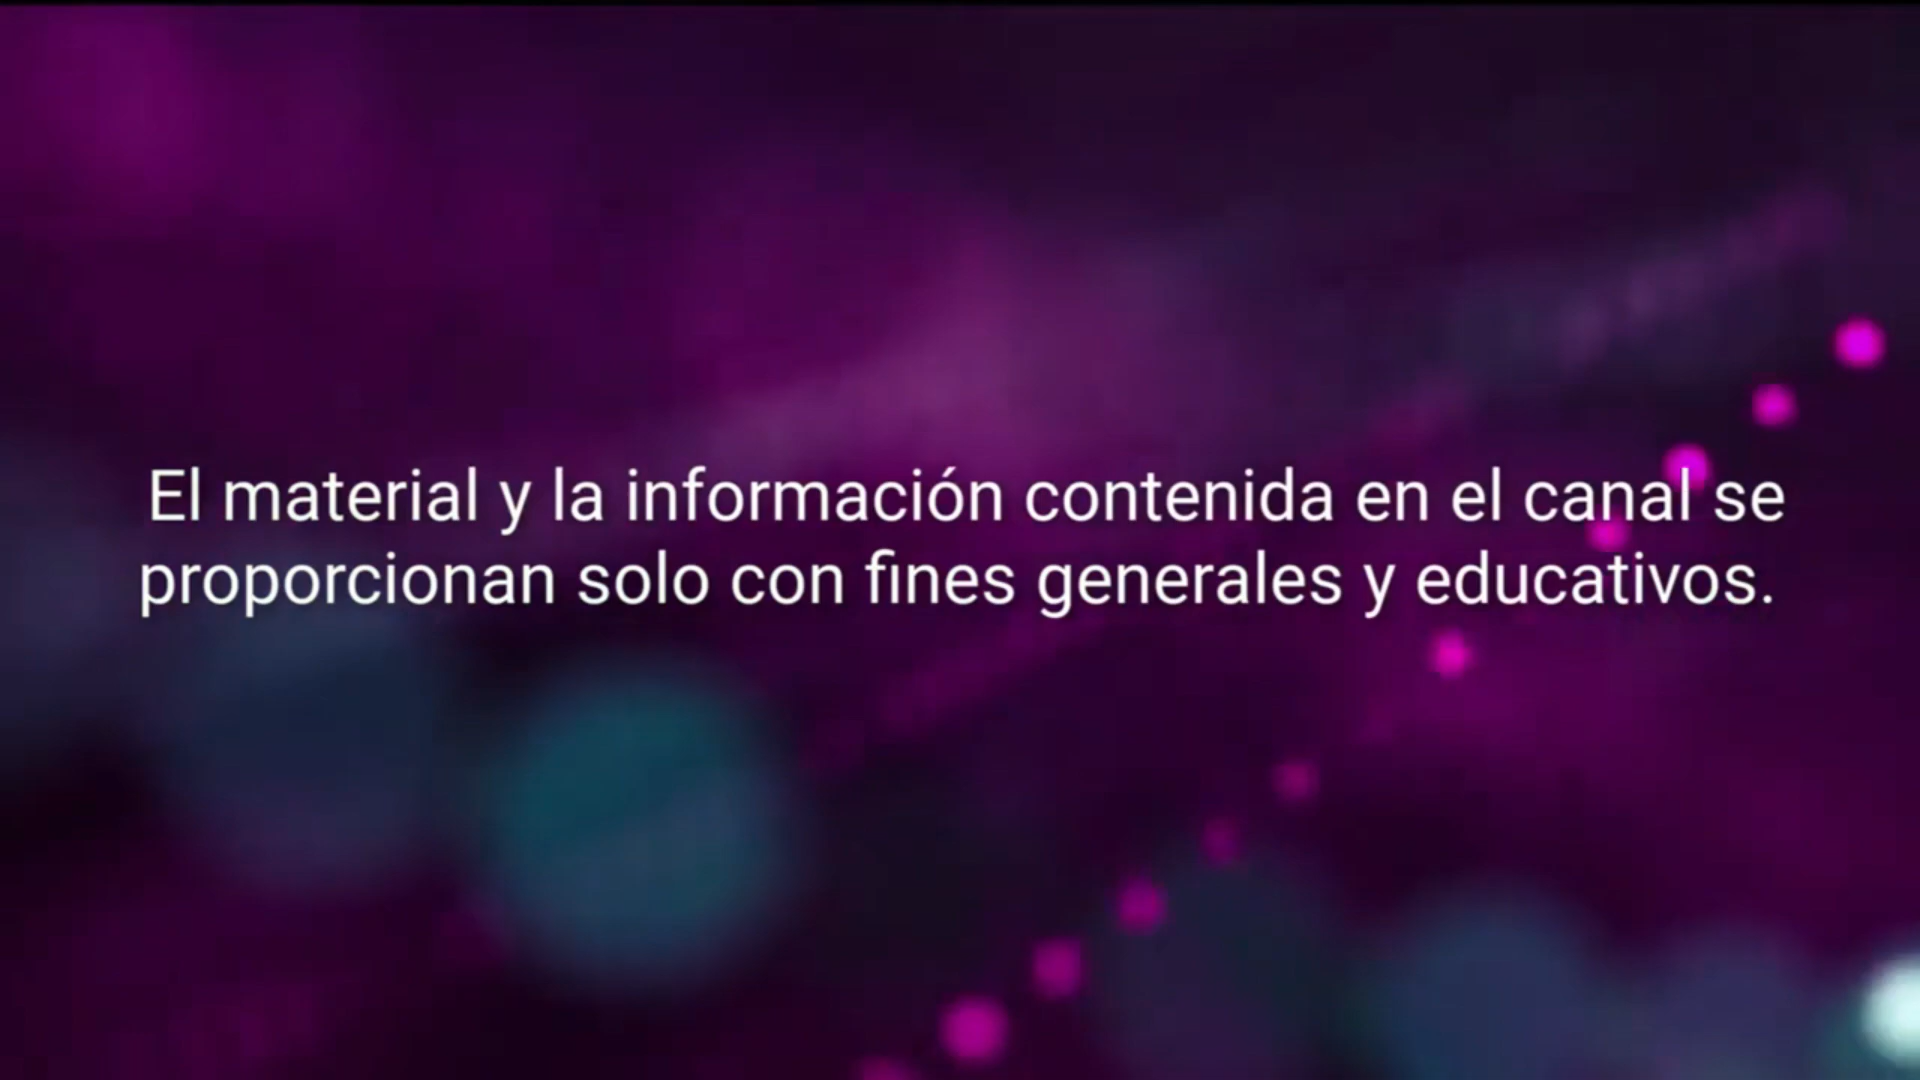 El material y la información contenida en el canal se
proporcionan solo con fines generales y educativos.